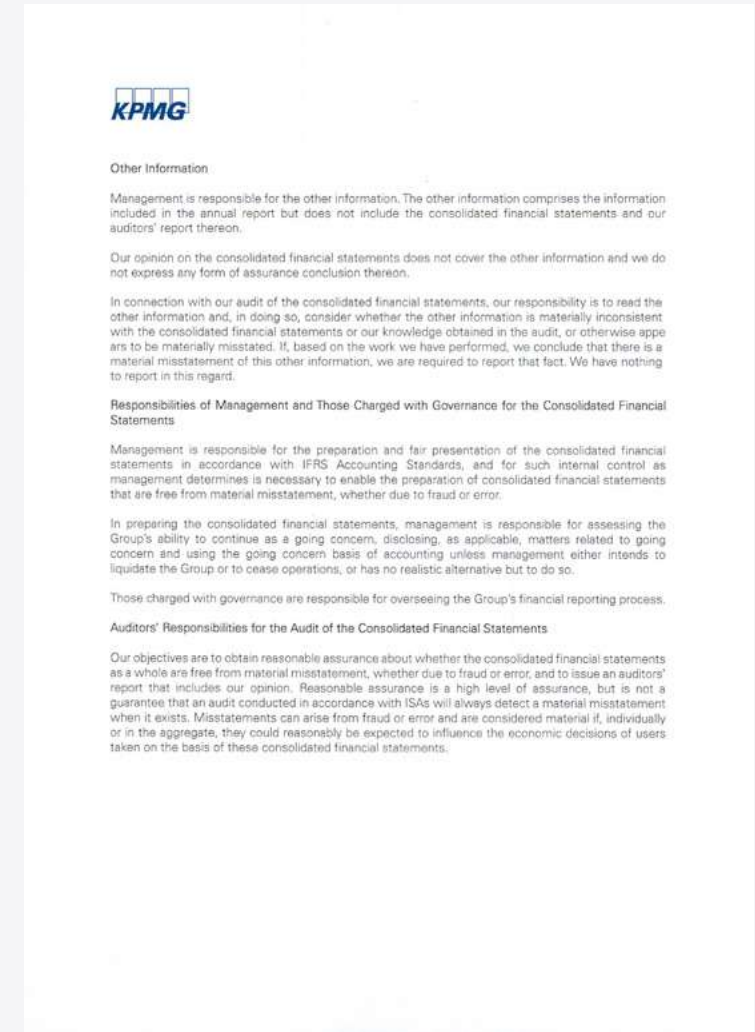 KPMG
Other Information
Management is responsible for the other information. The other information comprises the information
included in the annual report but does not include the consolidated financial statements and our
auditors' report thereon.
Our opinion on the consolidated financial statements does not cover the other information and we do
not express any form of assurance conclusion thereon.
In connection with our audit of the consolidated financial statements, our responsibility is to read the
other information and, in doing so, consider whether the other information is materially inconsistent
with the consolidated financial statements or our knowledge obtained in the audit, or otherwise appe
ars to be materially misstated. If, based on the work we have performed, we conclude that there is a
material misstatement of this other information, we are required to report that fact. We have nothing
to report in this regard.
Responsibilities of Management and Those Charged with Governance for the Consolidated Financial
Statements
Management is responsible for the preparation and fair presentation of the consolidated financial
statements in accordance with IFRS Accounting Standards, and for such internal control as
management determines is necessary to enable the preparation of consolidated financial statements
that are free from material misstatement, whether due to fraud or error.
In preparing the consolidated financial statements, management is responsible for assessing the
Group's ability to continue as a going concern, disclosing, as applicable, matters related to going
concern and using the going concern basis of accounting unless management either intends to
liquidate the Group or to cease operations, or has no realistic alternative but to do so.
Those charged with governance are responsible for overseeing the Group's financial reporting process.
Auditors' Responsibilities for the Audit of the Consolidated Financial Statements
Our objectives are to obtain reasonable assurance about whether the consolidated financial statements
as a whole are free from material misstatement, whether due to fraud or error, and to issue an auditors'
report that includes our opinion. Reasonable assurance is a high level of assurance, but is not a
guarantee that an audit conducted in accordance with ISAs will always detect a material misstatement
when it exists. Misstatements can arise from fraud or error and are considered material if, individually
or in the aggregate, they could reasonably be expected to influence the economic decisions of users
taken on the basis of these consolidated financial statements.